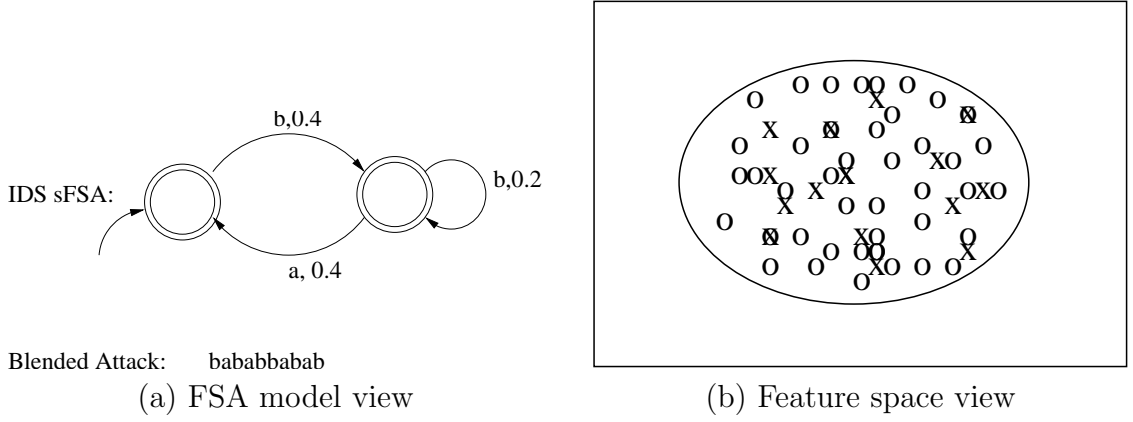 b,0.4
b,0.2
IDS sFSA:
a, 0.4
Blended Attack: bababbabab
(a) FSA model view
(b) Feature space view